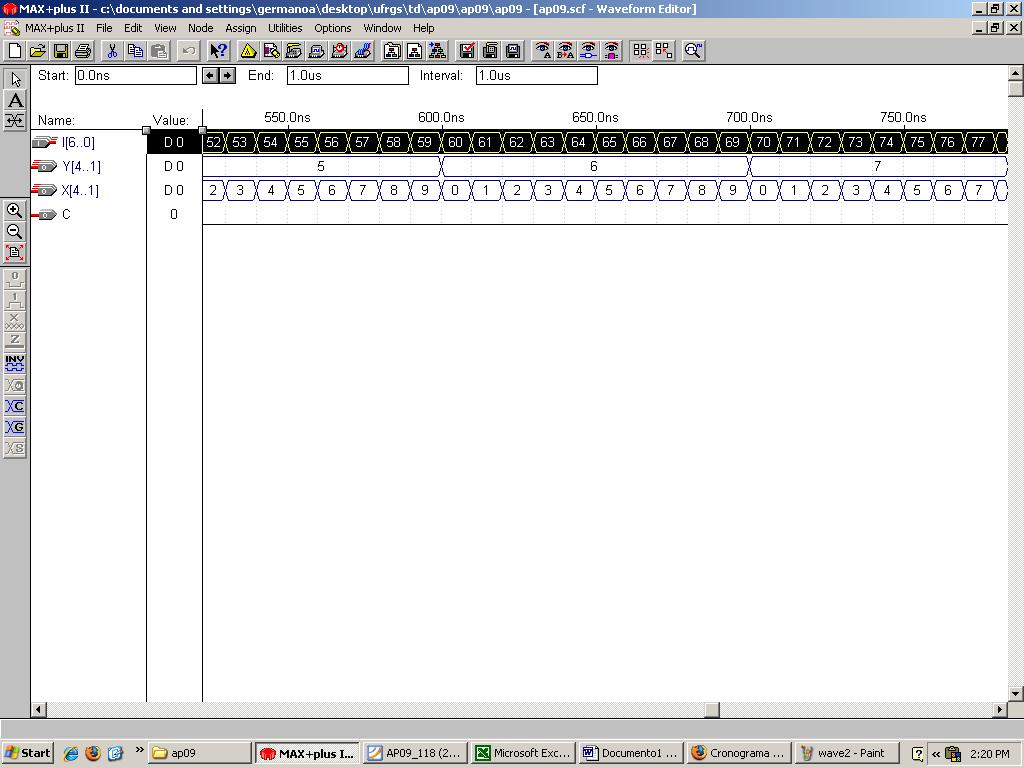 MAX+plus II - c:\documents and settings\germanoa\desktop\ufrgs\td\ap09\ap09 - [ap09.scf - Waveform Editor]
MAX+plus II File Edit View Node Assign Utilities Options Window Help
Start: 0.0ns End: 1.0us Interval: 1.0us
Name: Value: 550.0ns 600.0ns 650.0ns 700.0ns 750.0ns
I[6..0] D 0 52 53 54 55 56 57 58 59 60 61 62 63 64 65 66 67 68 69 70 71 72 73 74 75 76 77
Y[4..1] D 0 5 6 7
X[4..1] D 0 2 3 4 5 6 7 8 9 0 1 2 3 4 5 6 7 8 9 0 1 2 3 4 5 6 7
C 0
Start ap09 MAX+plus I... AP09_118 (2... Microsoft Exc... Documento1 ... Cronograma ... wave2 - Paint 2:20 PM